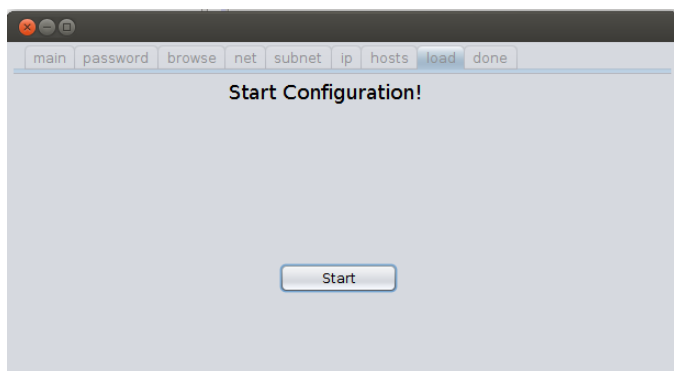 main password browse net subnet ip hosts load done
Start Configuration!
Start